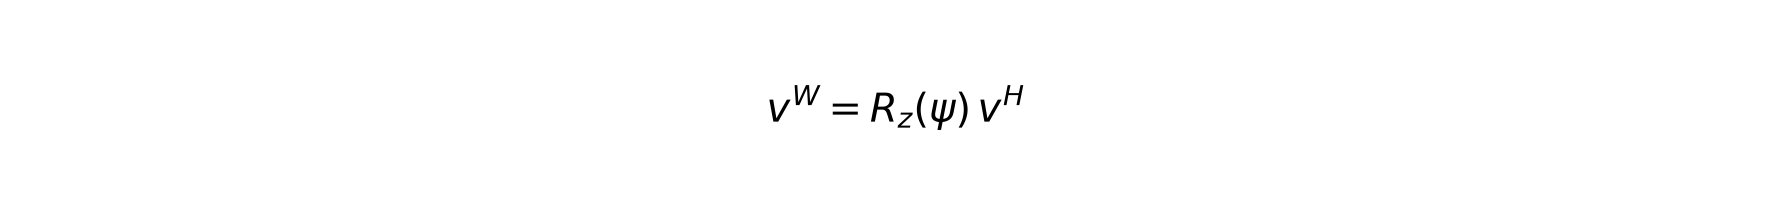 v^W = R_z(ψ) v^H